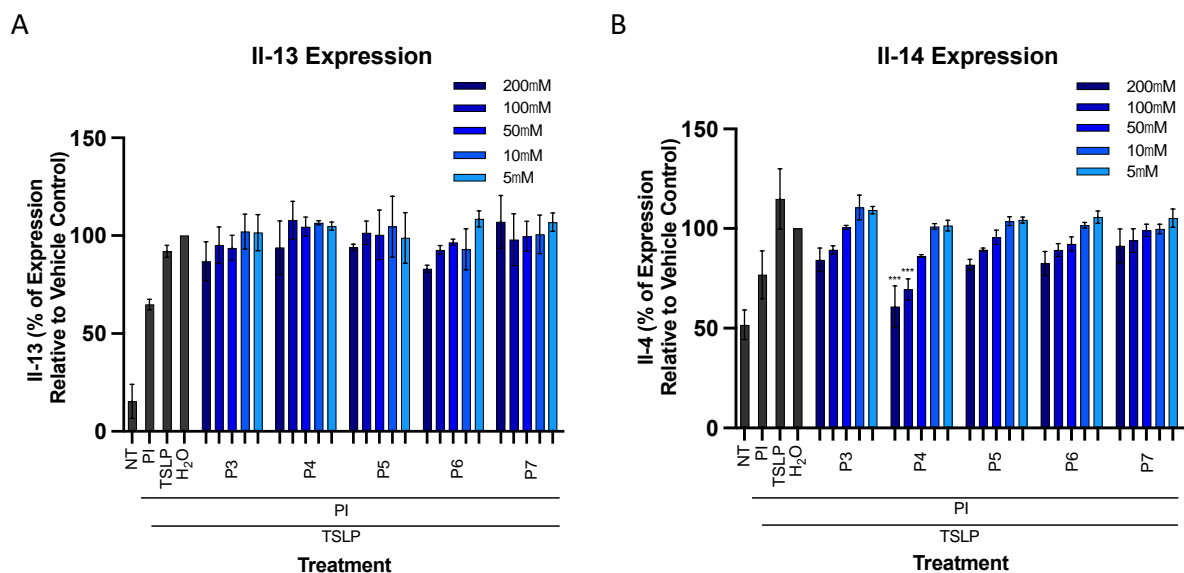 A
Il-13 Expression
200mM
100mM
50mM
10mM
5mM
Il-13 (% of Expression
Relative to Vehicle Control)
150
100
50
0
NT
PI
TSLP
H₂O
P3
P4
P5
P6
P7
PI
TSLP
Treatment
B
Il-14 Expression
200mM
100mM
50mM
10mM
5mM
Il-4 (% of Expression
Relative to Vehicle Control)
150
100
50
0
***
***
NT
PI
TSLP
H₂O
P3
P4
P5
P6
P7
PI
TSLP
Treatment